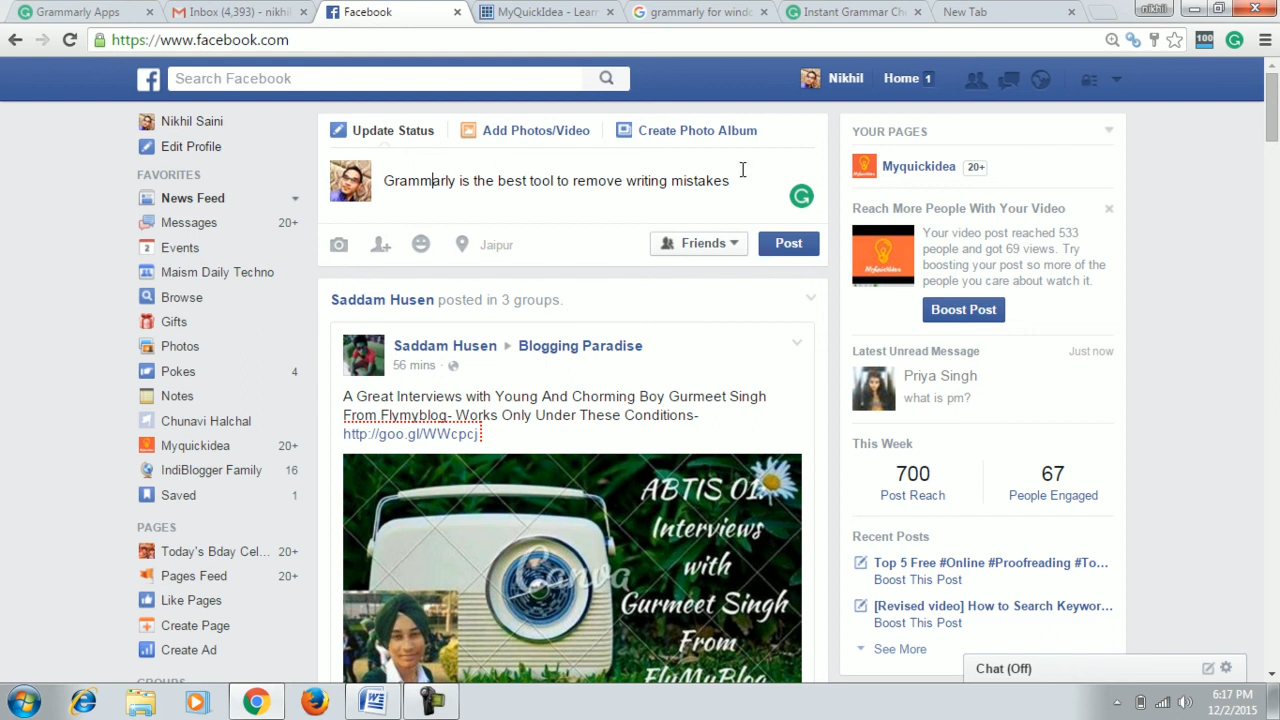 Grammarly Apps
Inbox (4,393) - nikhi
Facebook
MyQuickIdea - Lear
grammarly for wind
Instant Grammar Ch
New Tab
nikhil
https://www.facebook.com
100
Search Facebook
Nikhil
Home 1
Nikhil Saini
Edit Profile
FAVORITES
News Feed
Messages 20+
2 Events
Maism Daily Techno
Browse
Gifts
Photos
Pokes 4
Notes
Chunavi Halchal
Myquickidea 20+
IndiBlogger Family 16
Saved 1
PAGES
Today's Bday Cel... 20+
Pages Feed 20+
Like Pages
Create Page
Create Ad
Update Status
Add Photos/Video
Create Photo Album
Grammarly is the best tool to remove writing mistakes
Jaipur
Friends
Post
Saddam Husen posted in 3 groups.
Saddam Husen
Blogging Paradise
56 mins ·
A Great Interviews with Young And Chorming Boy Gurmeet Singh
From Flymyblog- Works Only Under These Conditions-
http://goo.gl/WWcpcj
ABTIS 01:
Interviews
with
Gurmeet Singh
From
FlyMyBlog
Canva
YOUR PAGES
Myquickidea 20+
Reach More People With Your Video
Myquickidea
Your video post reached 533
people and got 69 views. Try
boosting your post so more of the
people you care about watch it.
Boost Post
Latest Unread Message
Just now
Priya Singh
what is pm?
This Week
700
Post Reach
67
People Engaged
Recent Posts
Top 5 Free #Online #Proofreading #To...
Boost This Post
[Revised video] How to Search Keywor...
Boost This Post
See More
Chat (Off)
6:17 PM
12/2/2015